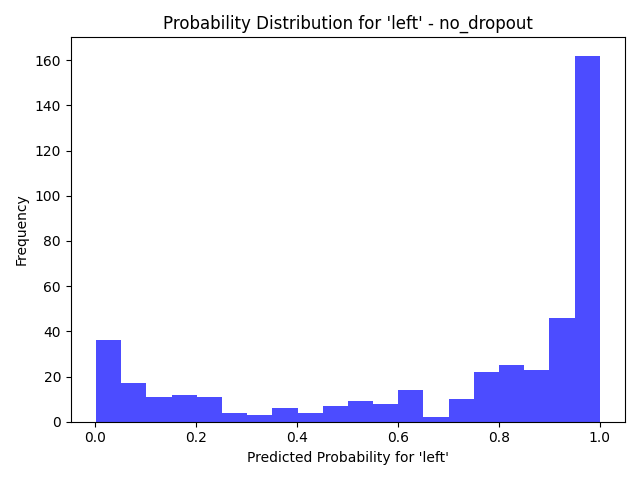 Probability Distribution for 'left' - no_dropout
Frequency
160
140
120
100
80
60
40
20
0
0.0 0.2 0.4 0.6 0.8 1.0
Predicted Probability for 'left'